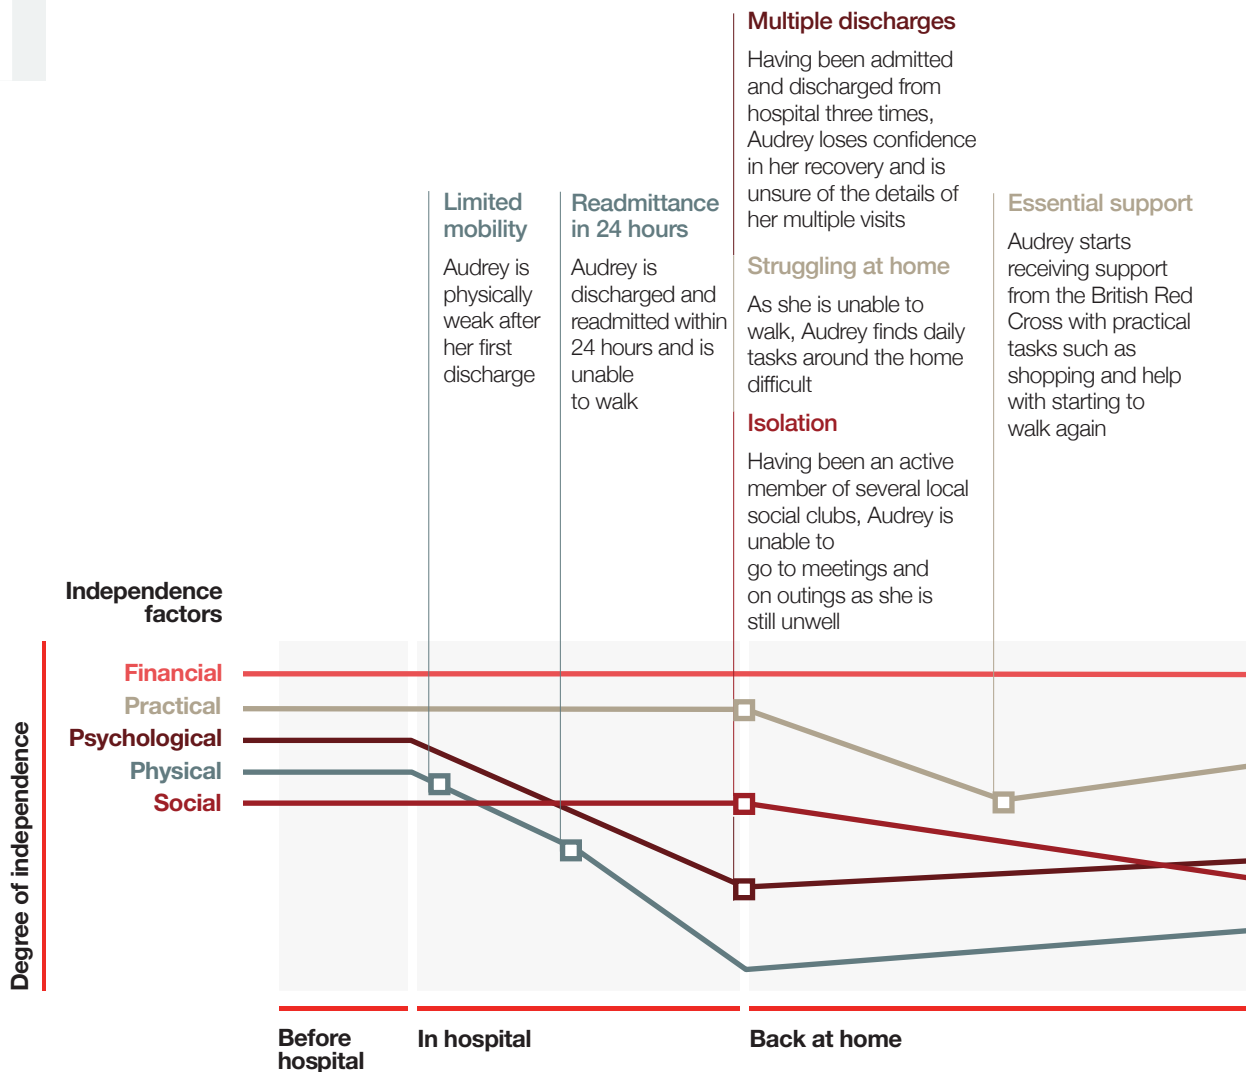 Multiple discharges
Having been admitted
and discharged from
hospital three times,
Audrey loses confidence
in her recovery and is
unsure of the details of
her multiple visits
Limited
mobility
Audrey is
physically
weak after
her first
discharge
Readmittance
in 24 hours
Audrey is
discharged and
readmitted within
24 hours and is
unable
to walk
Struggling at home
As she is unable to
walk, Audrey finds daily
tasks around the home
difficult
Isolation
Having been an active
member of several local
social clubs, Audrey is
unable to
go to meetings and
on outings as she is
still unwell
Essential support
Audrey starts
receiving support
from the British Red
Cross with practical
tasks such as
shopping and help
with starting to
walk again
Independence
factors
Financial
Practical
Psychological
Physical
Social
Degree of independence
Before
hospital
In hospital
Back at home